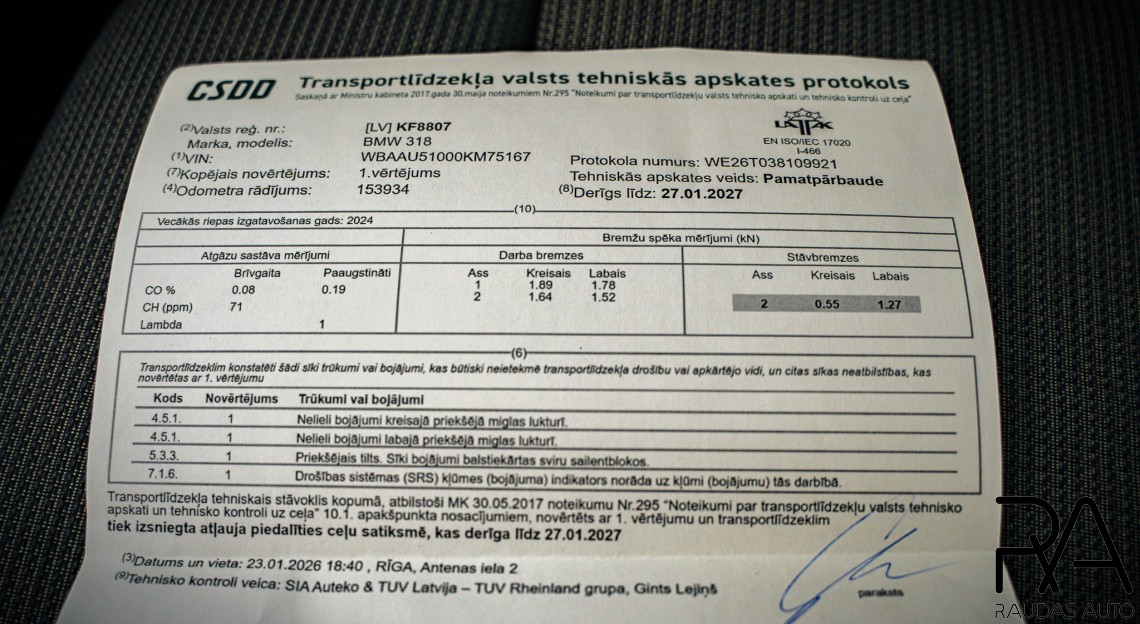 CSDD Transportlīdzekļa valsts tehniskās apskates protokols
Saskaņā ar Ministru kabineta 2017.gada 30.maija noteikumiem Nr.295 "Noteikumi par transportlīdzekļu valsts tehnisko apskati un tehnisko kontroli uz ceļa"
(2)Valsts reģ. nr.: [LV] KF8807
Marka, modelis: BMW 318
(1)VIN: WBAAU51000KM75167
(7)Kopējais novērtējums: 1.vērtējums
(4)Odometra rādījums: 153934
LATAK
EN ISO/IEC 17020
I-466
Protokola numurs: WE26T038109921
Tehniskās apskates veids: Pamatpārbaude
(8)Derīgs līdz: 27.01.2027
(10)
Vecākās riepas izgatavošanas gads: 2024
Bremžu spēka mērījumi (kN)
Atgāzu sastāva mērījumi Darba bremzes Stāvbremzes
Brīvgaita Paaugstināti Ass Kreisais Labais Ass Kreisais Labais
CO % 0.08 0.19 1 1.89 1.78
CH (ppm) 71 2 1.64 1.52 2 0.55 1.27
Lambda 1
(6)
Transportlīdzeklim konstatēti šādi sīki trūkumi vai bojājumi, kas būtiski neietekmē transportlīdzekļa drošību vai apkārtējo vidi, un citas sīkas neatbilstības, kas
novērtētas ar 1. vērtējumu
Kods Novērtējums Trūkumi vai bojājumi
4.5.1. 1 Nelieli bojājumi kreisajā priekšējā miglas lukturī.
4.5.1. 1 Nelieli bojājumi labajā priekšējā miglas lukturī.
5.3.3. 1 Priekšējais tilts. Sīki bojājumi balstiekārtas sviru sailentblokos.
7.1.6. 1 Drošības sistēmas (SRS) kļūmes (bojājuma) indikators norāda uz kļūmi (bojājumu) tās darbībā.
Transportlīdzekļa tehniskais stāvoklis kopumā, atbilstoši MK 30.05.2017 noteikumu Nr.295 "Noteikumi par transportlīdzekļu valsts tehnisko
apskati un tehnisko kontroli uz ceļa" 10.1. apakšpunkta nosacījumiem, novērtēts ar 1. vērtējumu un transportlīdzeklim
tiek izsniegta atļauja piedalīties ceļu satiksmē, kas derīga līdz 27.01.2027
(3)Datums un vieta: 23.01.2026 18:40 , RĪGA, Antenas iela 2
(9)Tehnisko kontroli veica: SIA Auteko & TUV Latvija – TUV Rheinland grupa, Gints Lejiņš
paraksts
RA
RAUDAS AUTO